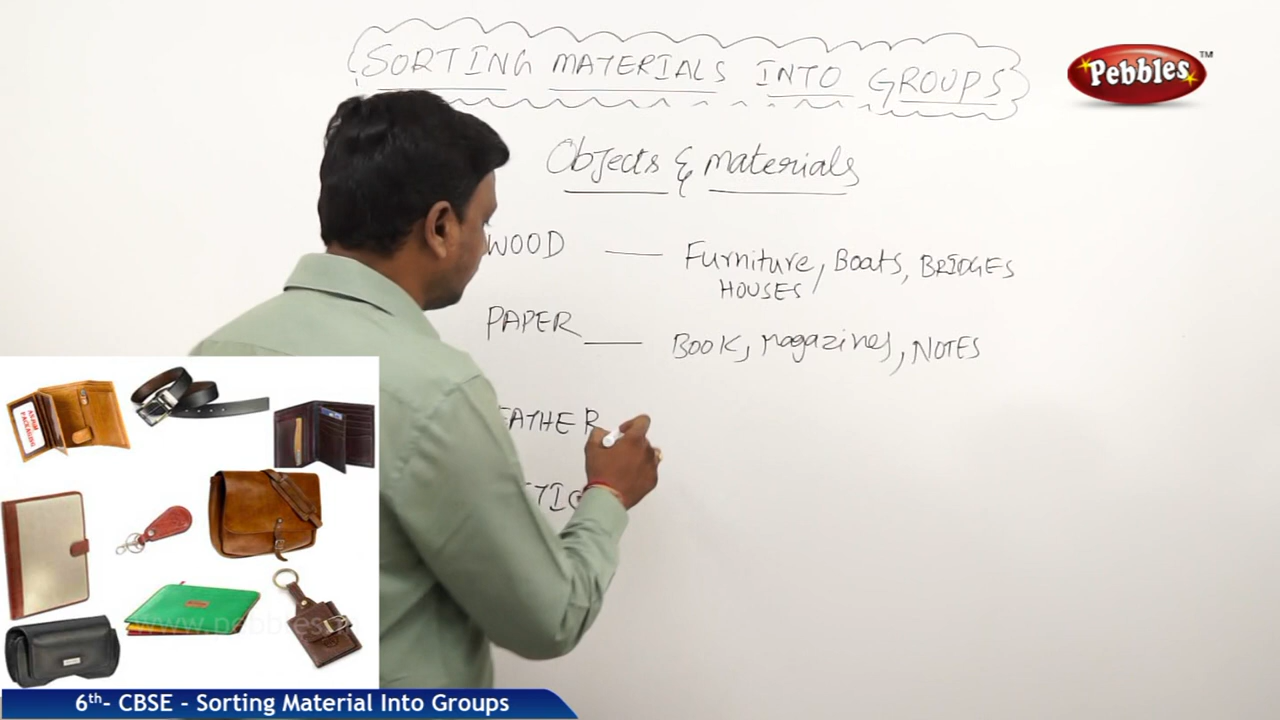 SORTING MATERIALS INTO GROUPS
Pebbles TM
Objects & materials
WOOD — Furniture, Boats, BRIDGES
HOUSES
PAPER — BOOK, Magazines, NOTES
EATHER
6th- CBSE - Sorting Material Into Groups